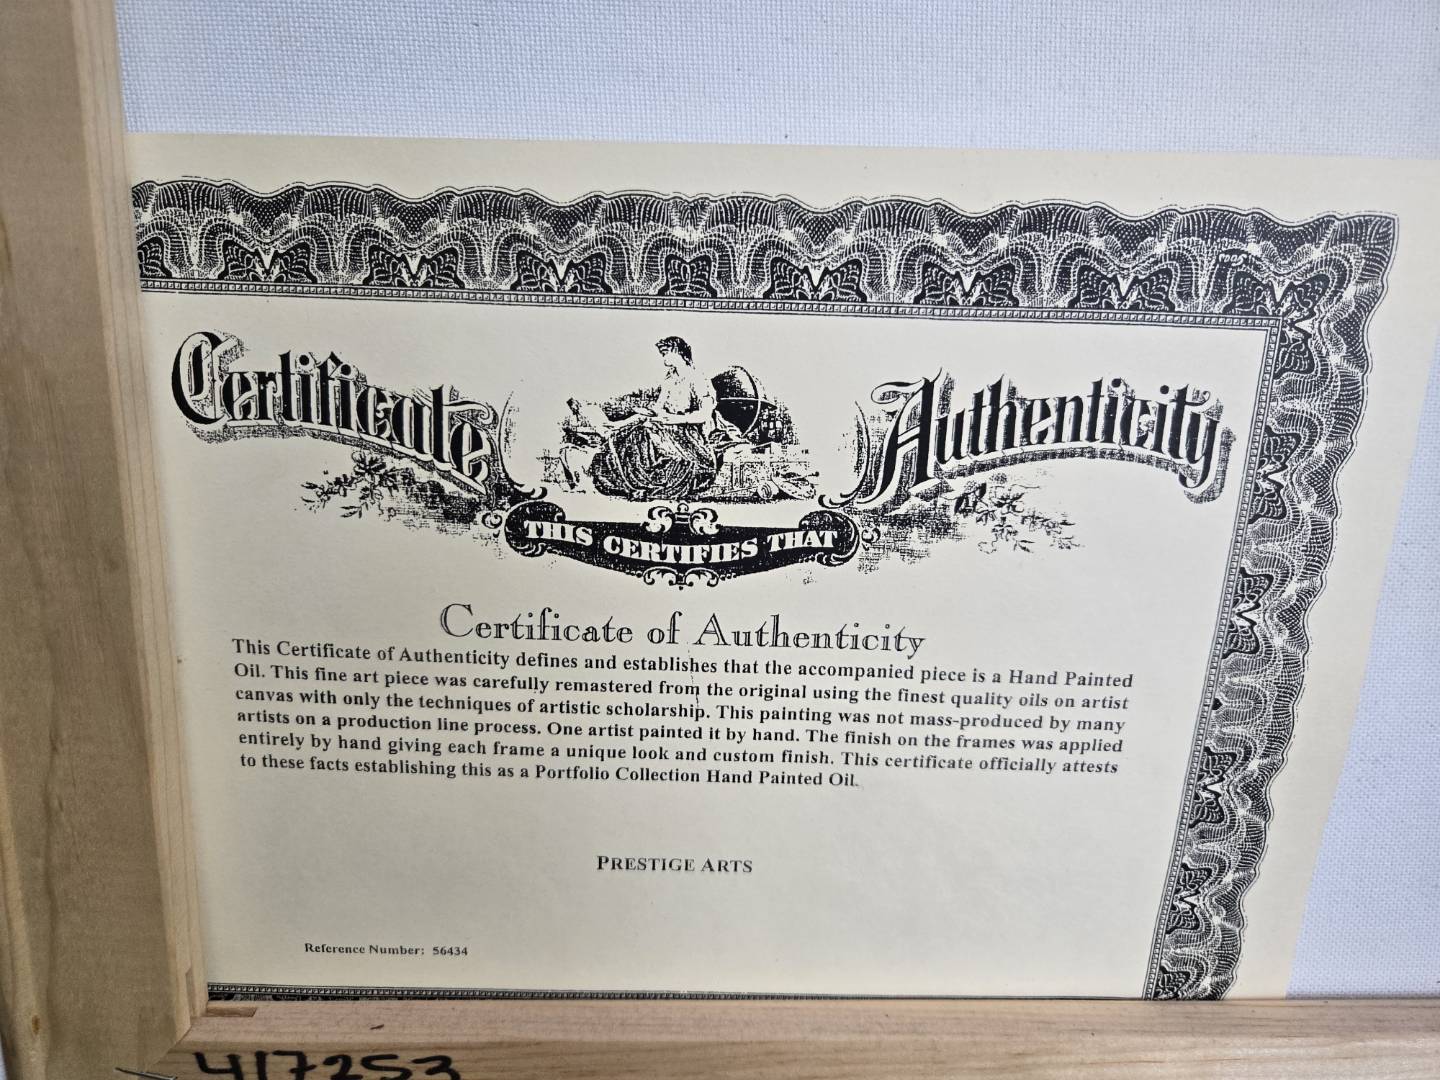 Certificate Authenticity
THIS CERTIFIES THAT
Certificate of Authenticity
This Certificate of Authenticity defines and establishes that the accompanied piece is a Hand Painted
Oil. This fine art piece was carefully remastered from the original using the finest quality oils on artist
canvas with only the techniques of artistic scholarship. This painting was not mass-produced by many
artists on a production line process. One artist painted it by hand. The finish on the frames was applied
entirely by hand giving each frame a unique look and custom finish. This certificate officially attests
to these facts establishing this as a Portfolio Collection Hand Painted Oil.
PRESTIGE ARTS
Reference Number: 56434
417253